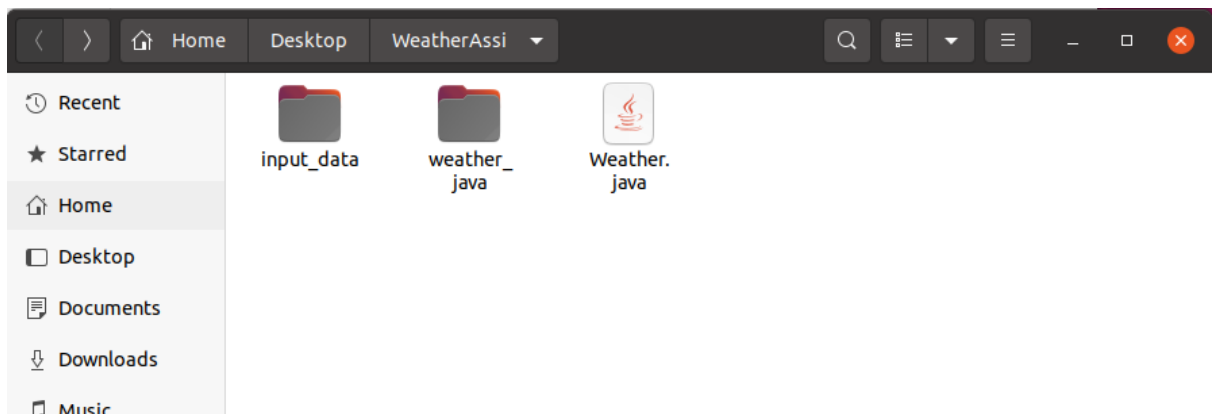 Home Desktop WeatherAssi
Recent
Starred
Home
Desktop
Documents
Downloads
Music
input_data
weather_
java
Weather.
java